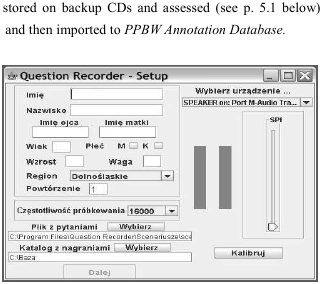 stored on backup CDs and assessed (see p. 5.1 below)
and then imported to PPBW Annotation Database.
Question Recorder - Setup
Imię
Nazwisko
Imię ojca Imię matki
Wiek Płeć M K
Wzrost Waga
Region Dolnośląskie
Powtórzenie 1
Częstotliwość próbkowania 16000
Plik z pytaniami Wybierz
C:\Program Files\Question Recorder\Scenariusze\sce
Katalog z nagraniami Wybierz
C:\Baza
Dalej
Wybierz urządzenie ...
SPEAKER on: Port M-Audio Tra...
SPI
Kalibruj